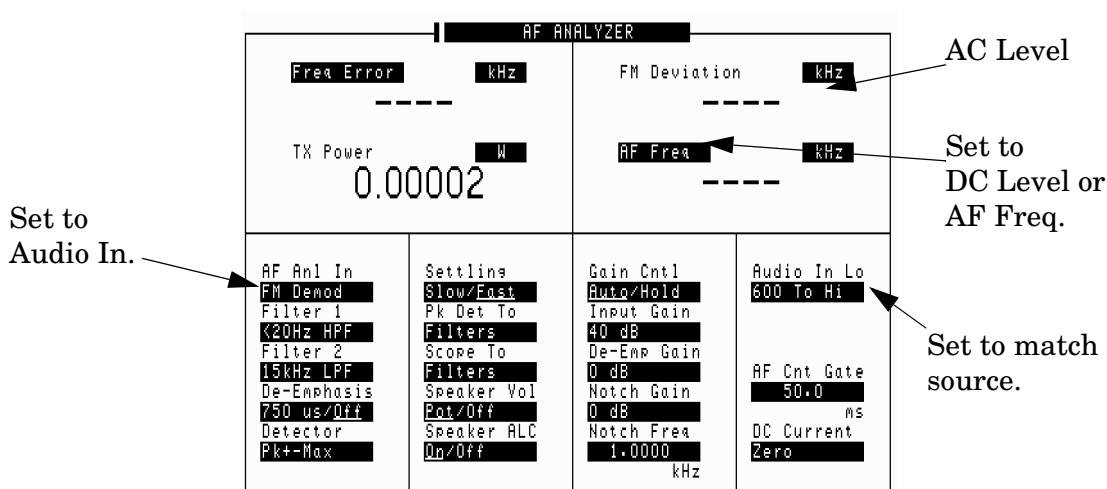 AF ANALYZER
Freq Error kHz
----
TX Power W
0.00002
FM Deviation kHz
----
AF Freq kHz
----
AC Level
Set to
DC Level or
AF Freq.
Set to
Audio In.
AF Anl In
FM Demod
Filter 1
<20Hz HPF
Filter 2
15kHz LPF
De-Emphasis
750 us/Off
Detector
Pk+-Max
Settling
Slow/Fast
Pk Det To
Filters
Scope To
Filters
Speaker Vol
Pot/Off
Speaker ALC
On/Off
Gain Cntl
Auto/Hold
Input Gain
40 dB
De-Emp Gain
0 dB
Notch Gain
0 dB
Notch Freq
1.0000
kHz
Audio In Lo
600 To Hi
AF Cnt Gate
50.0
ms
DC Current
Zero
Set to match
source.